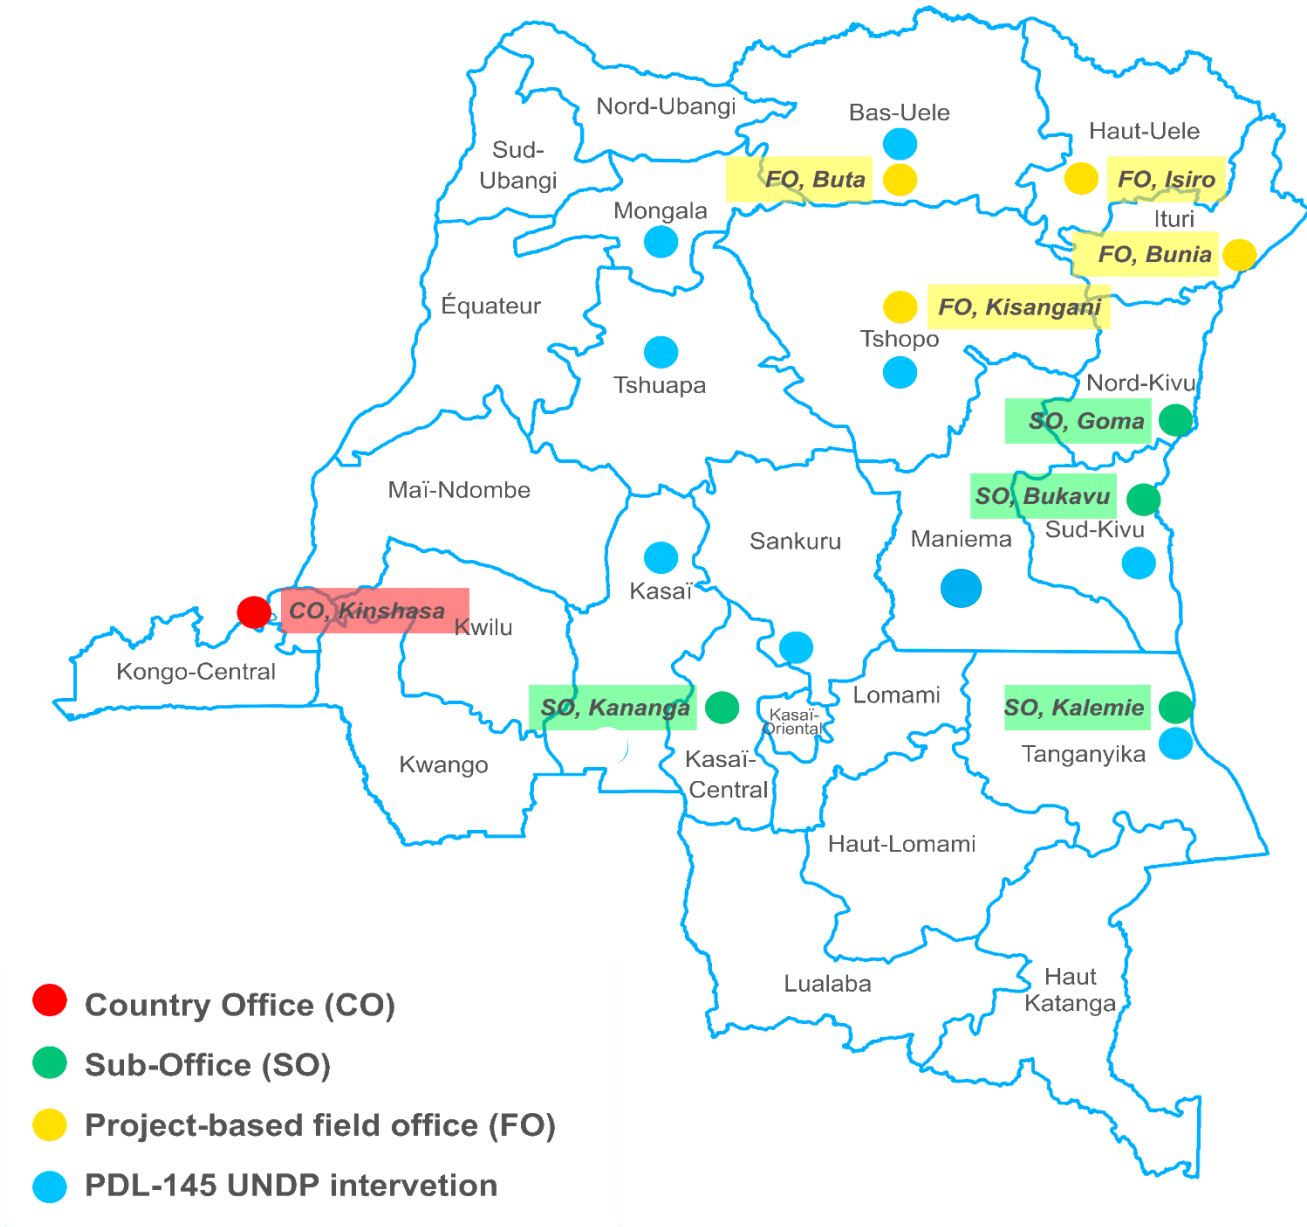 Nord-Ubangi
Bas-Uele
Haut-Uele
Sud-
Ubangi
FO, Buta
FO, Isiro
Mongala
Ituri
FO, Bunia
Équateur
FO, Kisangani
Tshopo
Tshuapa
Nord-Kivu
SO, Goma
Maï-Ndombe
SO, Bukavu
Sankuru
Maniema
Sud-Kivu
Kasaï
CO, Kinshasa
Kwilu
Kongo-Central
Lomami
SO, Kananga
SO, Kalemie
Kasaï-
Oriental
Tanganyika
Kwango
Kasaï-
Central
Haut-Lomami
Lualaba
Haut
Katanga
Country Office (CO)
Sub-Office (SO)
Project-based field office (FO)
PDL-145 UNDP intervetion